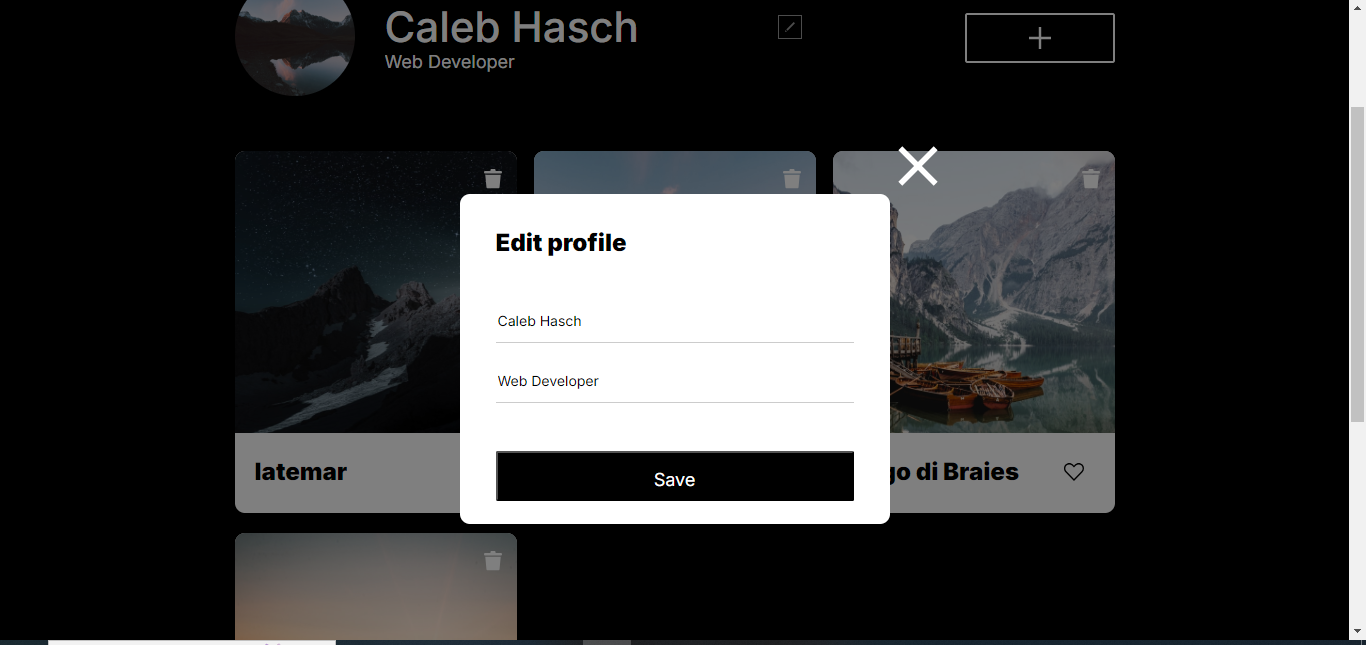 Caleb Hasch
Web Developer
Edit profile
Caleb Hasch
Web Developer
Save
latemar
go di Braies